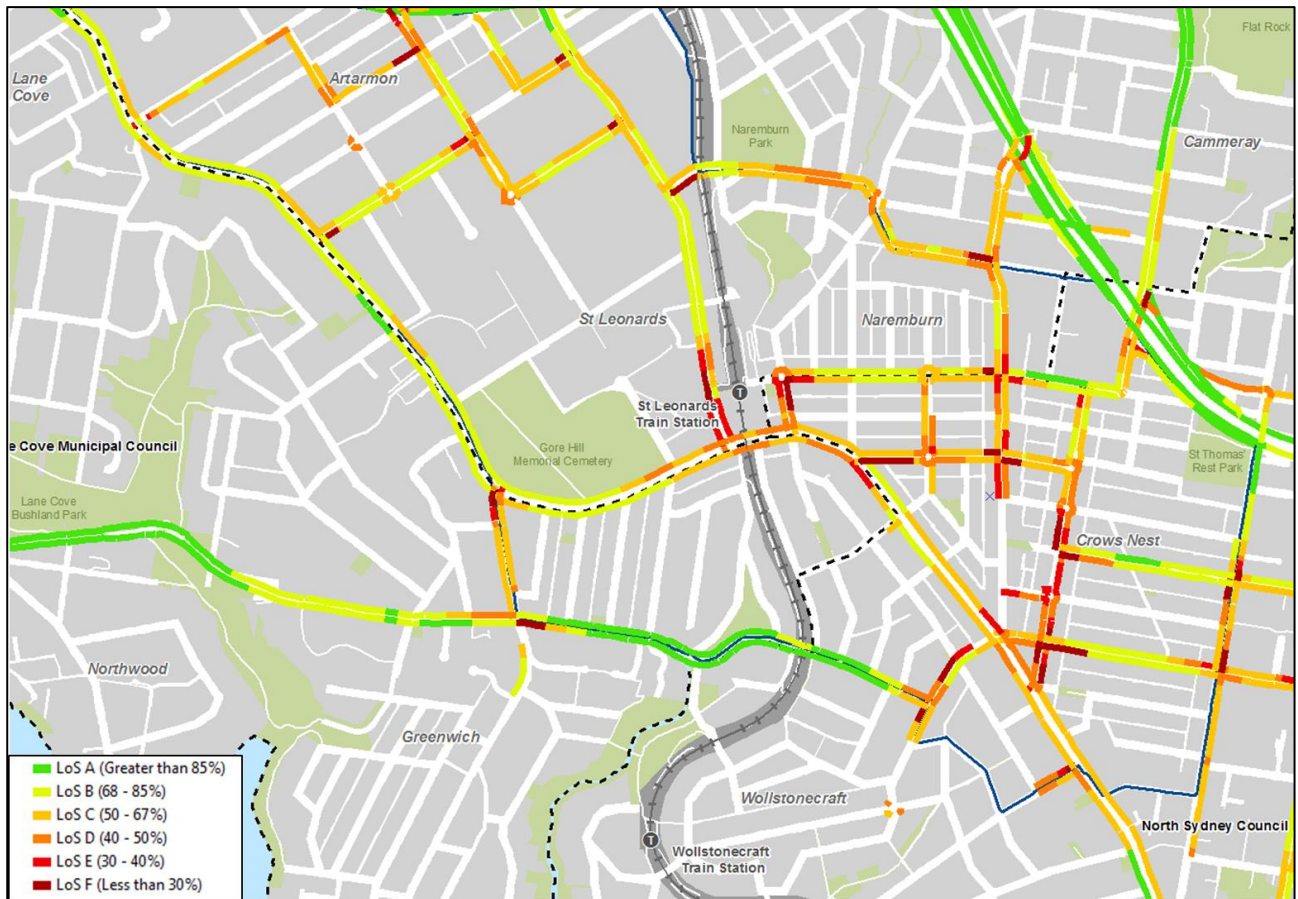 Flat Rock
Lane
Cove
Artarmon
Naremburn
Park
Cammeray
St Leonards
Naremburn
St Leonards
Train Station
e Cove Municipal Council
Gore Hill
Memorial Cemetery
St Thomas'
Rest Park
Lane Cove
Bushland Park
Crows Nest
Northwood
Greenwich
Wollstonecraft
North Sydney Council
Wollstonecraft
Train Station
T
T
LoS A (Greater than 85%)
LoS B (68 - 85%)
LoS C (50 - 67%)
LoS D (40 - 50%)
LoS E (30 - 40%)
LoS F (Less than 30%)